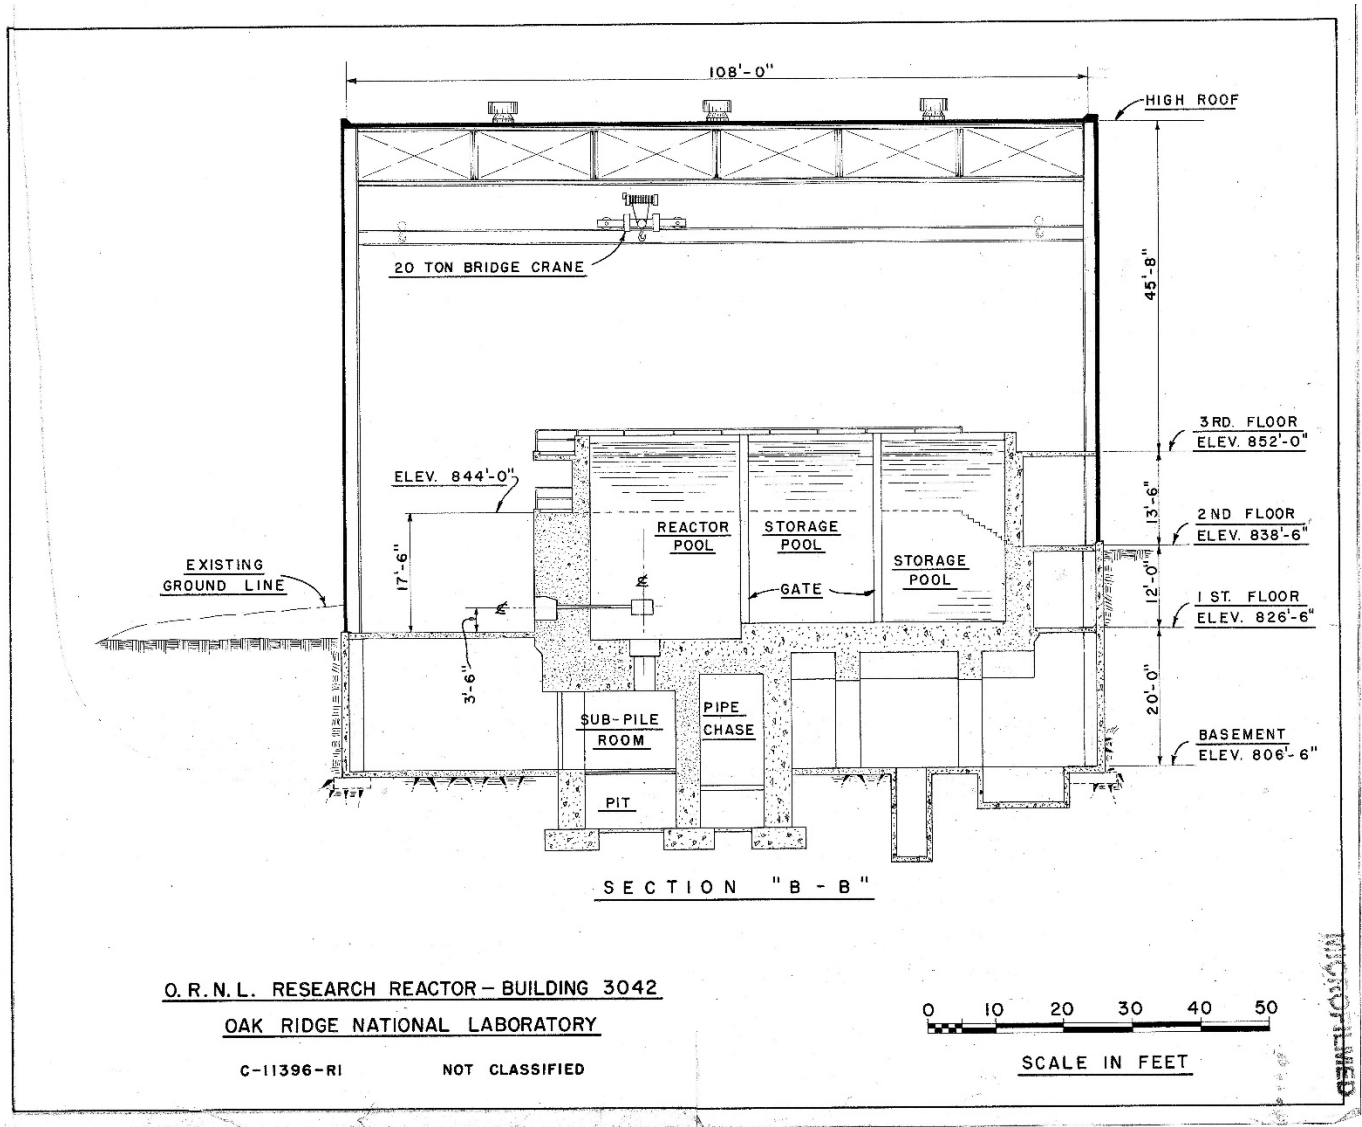 108'-0"
HIGH ROOF
20 TON BRIDGE CRANE
45'-8"
3RD. FLOOR
ELEV. 852'-0"
ELEV. 844'-0"
13'-6"
2ND FLOOR
ELEV. 838'-6"
REACTOR
POOL
STORAGE
POOL
STORAGE
POOL
GATE
EXISTING
GROUND LINE
17'-6"
12'-0"
1 ST. FLOOR
ELEV. 826'-6"
3'-6"
20'-0"
SUB-PILE
ROOM
PIPE
CHASE
BASEMENT
ELEV. 806'-6"
PIT
SECTION "B-B"
O.R.N.L. RESEARCH REACTOR — BUILDING 3042
OAK RIDGE NATIONAL LABORATORY
C-11396-R1 NOT CLASSIFIED
0 10 20 30 40 50
SCALE IN FEET
MICROFILMED